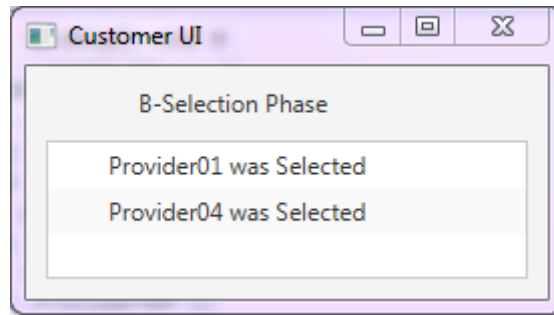 Customer UI
B-Selection Phase
Provider01 was Selected
Provider04 was Selected